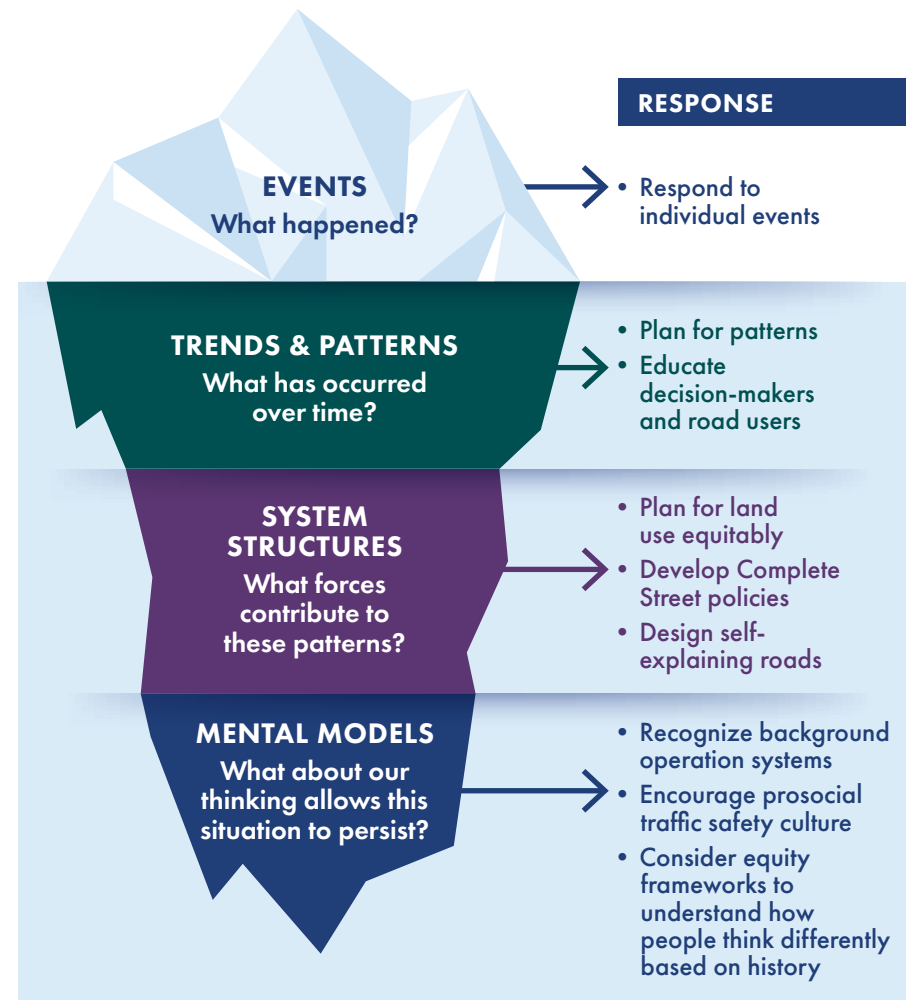 RESPONSE
EVENTS
What happened?
• Respond to
individual events
TRENDS & PATTERNS
What has occurred
over time?
• Plan for patterns
• Educate
decision-makers
and road users
SYSTEM
STRUCTURES
What forces
contribute to
these patterns?
• Plan for land
use equitably
• Develop Complete
Street policies
• Design self-
explaining roads
MENTAL MODELS
What about our
thinking allows this
situation to persist?
• Recognize background
operation systems
• Encourage prosocial
traffic safety culture
• Consider equity
frameworks to
understand how
people think differently
based on history